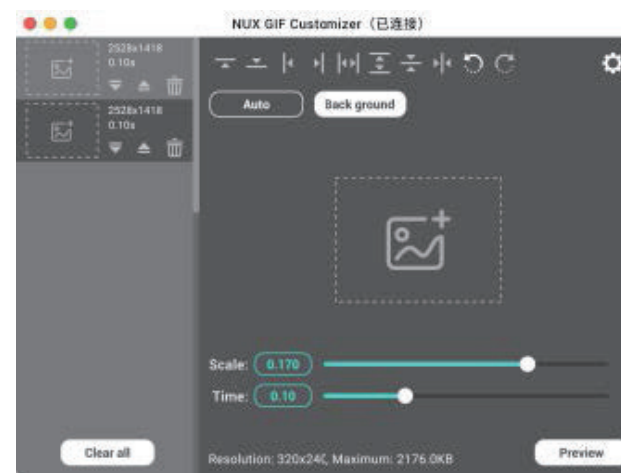 NUX GIF Customizer（已连接）
2528x1418
0.10s
2528x1418
0.10s
Auto
Back ground
Scale: 0.170
Time: 0.10
Clear all
Resolution: 320x24(, Maximum: 2176.0KB
Preview